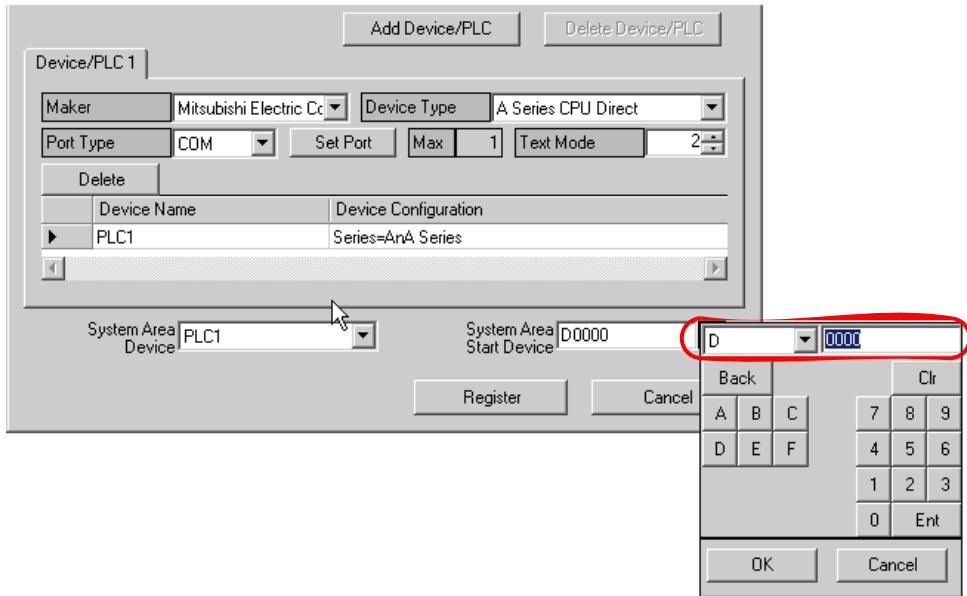 Add Device/PLC Delete Device/PLC
Device/PLC 1
Maker Mitsubishi Electric Cc Device Type A Series CPU Direct
Port Type COM Set Port Max 1 Text Mode 2
Delete
Device Name Device Configuration
PLC1 Series=AnA Series
System Area Device PLC1 System Area Start Device D0000
D 0000
Back Clr
Register Cancel
A B C 7 8 9
D E F 4 5 6
1 2 3
0 Ent
OK Cancel